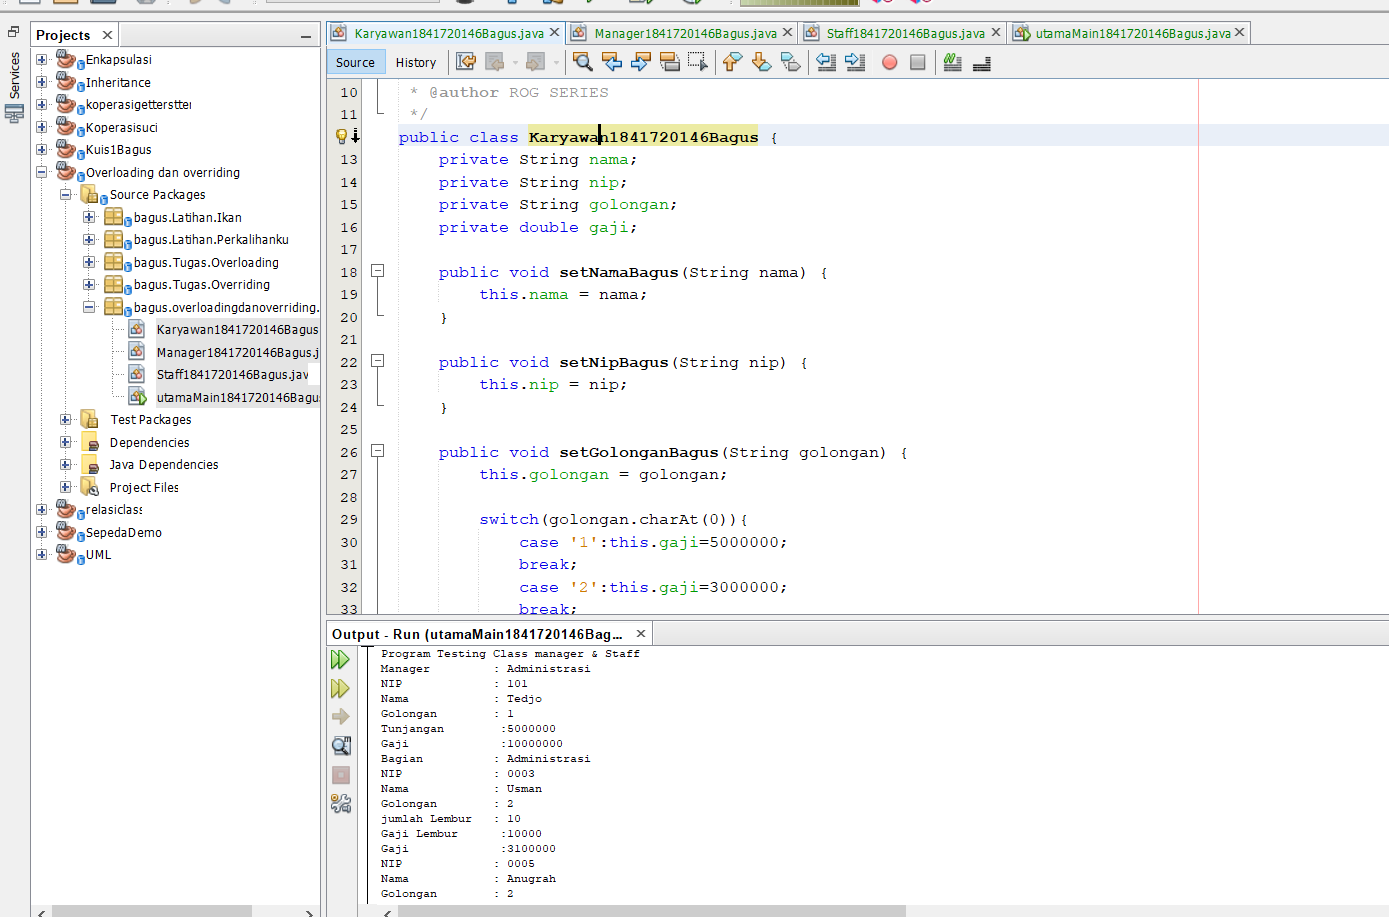 Services
Projects
Enkapsulasi
Inheritance
koperasigetterstter
Koperasisuci
Kuis1Bagus
Overloading dan overriding
Source Packages
bagus.Latihan.Ikan
bagus.Latihan.Perkalihanku
bagus.Tugas.Overloading
bagus.Tugas.Overriding
bagus.overloadingdanoverriding.
Karyawan1841720146Bagus
Manager1841720146Bagus.j
Staff1841720146Bagus.jav
utamaMain1841720146Bagu
Test Packages
Dependencies
Java Dependencies
Project Files
relasiclass
SepedaDemo
UML
Karyawan1841720146Bagus.java Manager1841720146Bagus.java Staff1841720146Bagus.java utamaMain1841720146Bagus.java
Source History
10 * @author ROG SERIES
11 */
public class Karyawan1841720146Bagus {
13 private String nama;
14 private String nip;
15 private String golongan;
16 private double gaji;
17
18 public void setNamaBagus(String nama) {
19 this.nama = nama;
20 }
21
22 public void setNipBagus(String nip) {
23 this.nip = nip;
24 }
25
26 public void setGolonganBagus(String golongan) {
27 this.golongan = golongan;
28
29 switch(golongan.charAt(0)){
30 case '1':this.gaji=5000000;
31 break;
32 case '2':this.gaji=3000000;
33 break;
Output - Run (utamaMain1841720146Bag...
Program Testing Class manager & Staff
Manager : Administrasi
NIP : 101
Nama : Tedjo
Golongan : 1
Tunjangan :5000000
Gaji :10000000
Bagian : Administrasi
NIP : 0003
Nama : Usman
Golongan : 2
jumlah Lembur : 10
Gaji Lembur :10000
Gaji :3100000
NIP : 0005
Nama : Anugrah
Golongan : 2